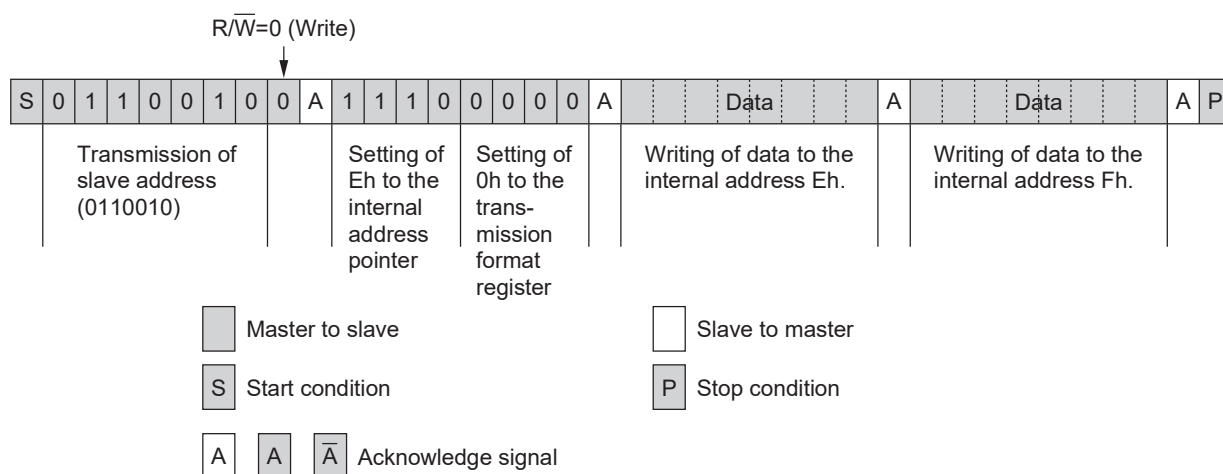 R/W̅=0 (Write)
S 0 1 1 0 0 1 0 0 A 1 1 1 0 0 0 0 0 A Data A Data A P
Transmission of
slave address
(0110010)
Setting of
Eh to the
internal
address
pointer
Setting of
0h to the
trans-
mission
format
register
Writing of data to the
internal address Eh.
Writing of data to the
internal address Fh.
Master to slave
Slave to master
S Start condition
P Stop condition
A A A̅ Acknowledge signal